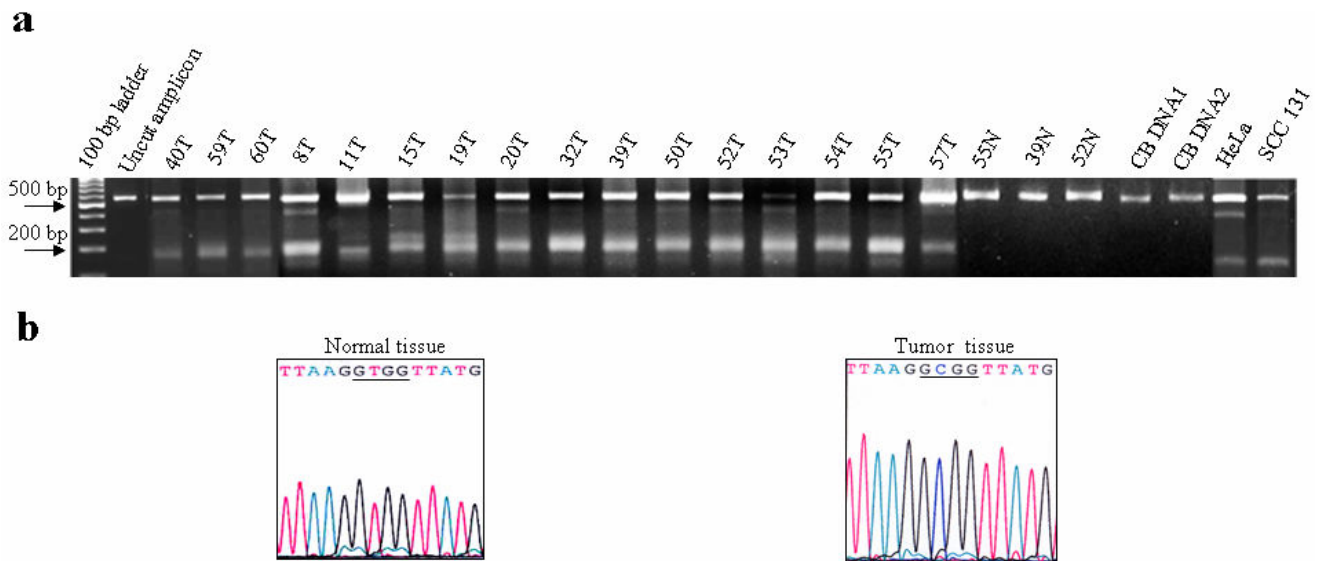 a
100 bp ladder
Uncut amplicon
40T
59T
60T
8T
11T
15T
19T
20T
32T
39T
50T
52T
53T
54T
55T
57T
55N
39N
52N
CB DNA1
CB DNA2
HeLa
SCC 131
500 bp
200 bp
b
Normal tissue
TTAAGGTGGTTATG
Tumor tissue
TTAAGGCGGTTATG